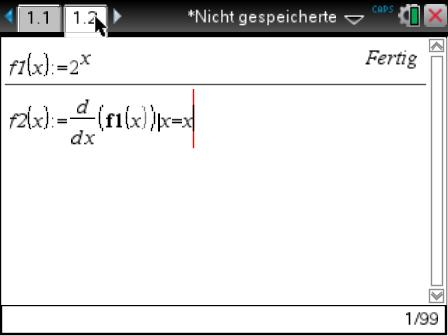 1.1 1.2 *Nicht gespeicherte CAPS
f1(x):=2^x Fertig
f2(x):=d/dx(f1(x))|x=x
1/99